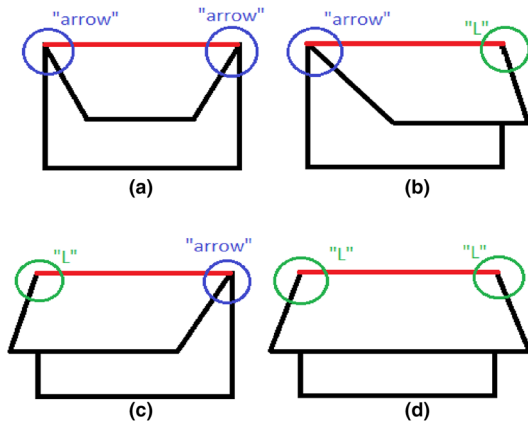 "arrow" "arrow"
"arrow" "L"
(a) (b)
"L" "arrow"
"L" "L"
(c) (d)